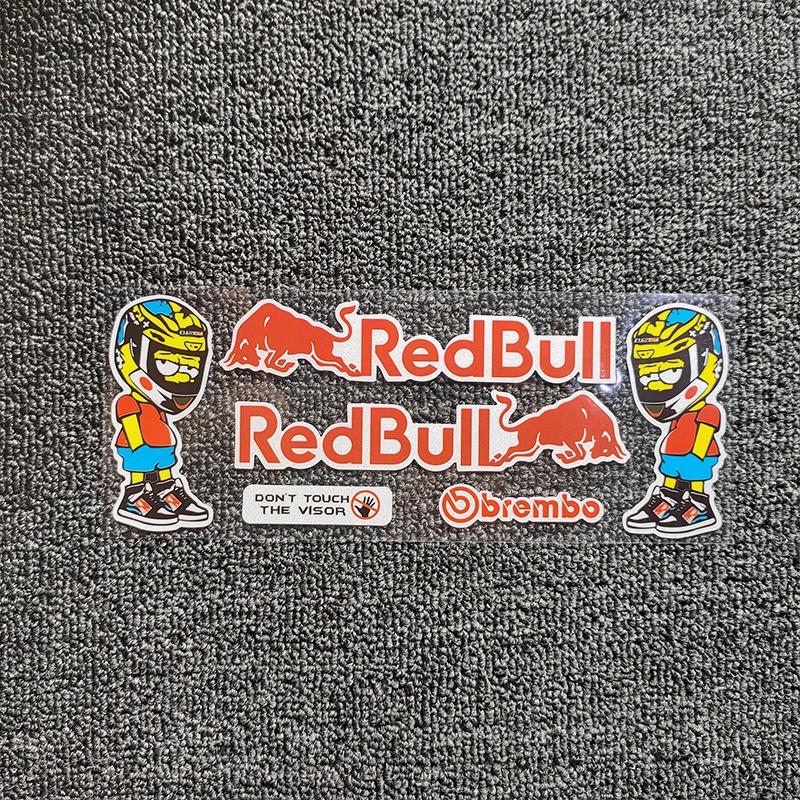 RedBull
RedBull
DON'T TOUCH
THE VISOR
brembo